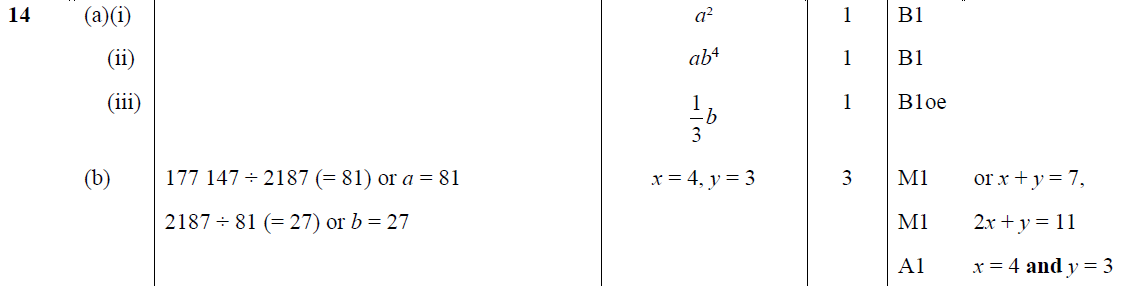 14 (a)(i) a² 1 B1
(ii) ab⁴ 1 B1
(iii) 1/3 b 1 B1oe
(b) 177 147 ÷ 2187 (= 81) or a = 81 x = 4, y = 3 3 M1 or x + y = 7,
2187 ÷ 81 (= 27) or b = 27 M1 2x + y = 11
A1 x = 4 and y = 3